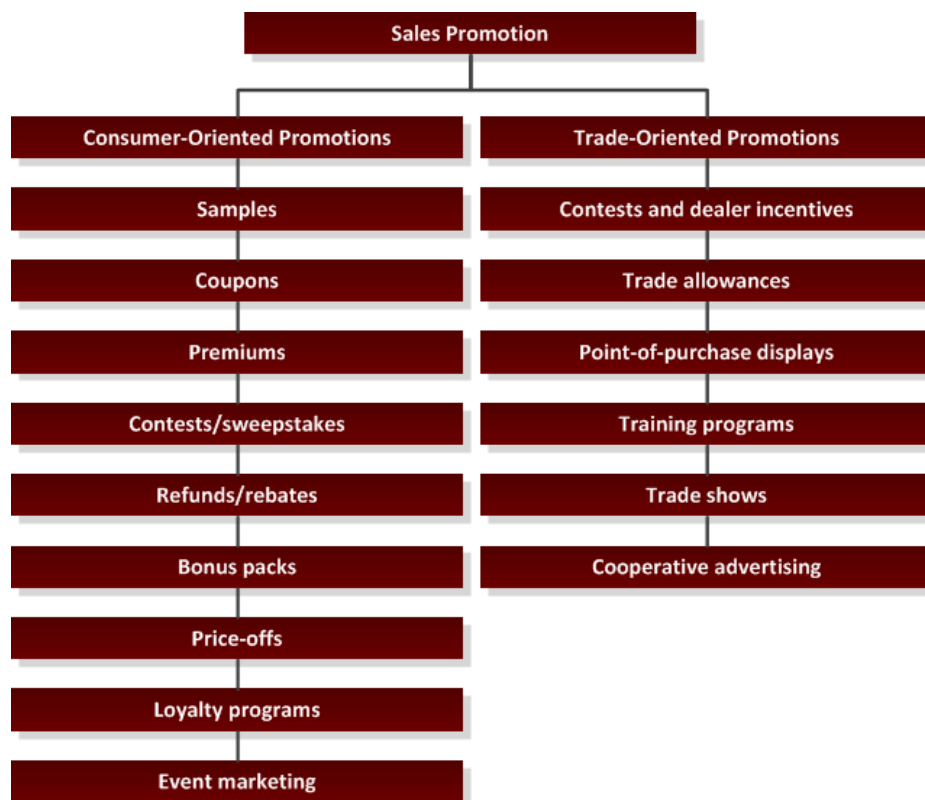 Sales Promotion
Consumer-Oriented Promotions
Samples
Coupons
Premiums
Contests/sweepstakes
Refunds/rebates
Bonus packs
Price-offs
Loyalty programs
Event marketing
Trade-Oriented Promotions
Contests and dealer incentives
Trade allowances
Point-of-purchase displays
Training programs
Trade shows
Cooperative advertising